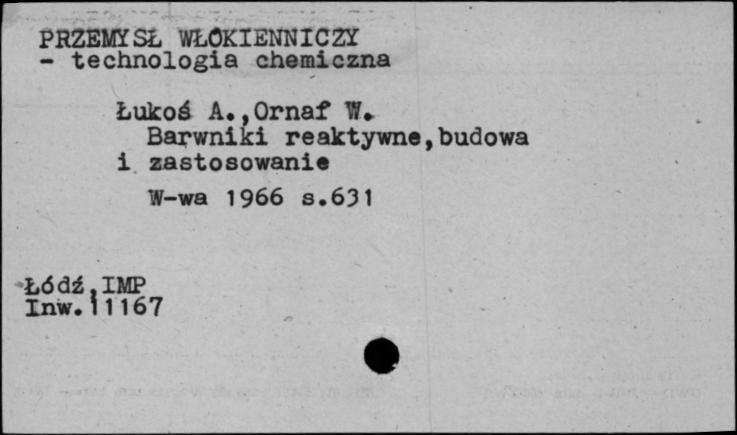 PRZEMYSŁ WŁÓKIENNICZY
- technologia chemiczna
Łukoś A.,Ornaf W.
Barwniki reaktywne,budowa
i zastosowanie
W-wa 1966 s.631
Łódź,IMP
Inw.11167